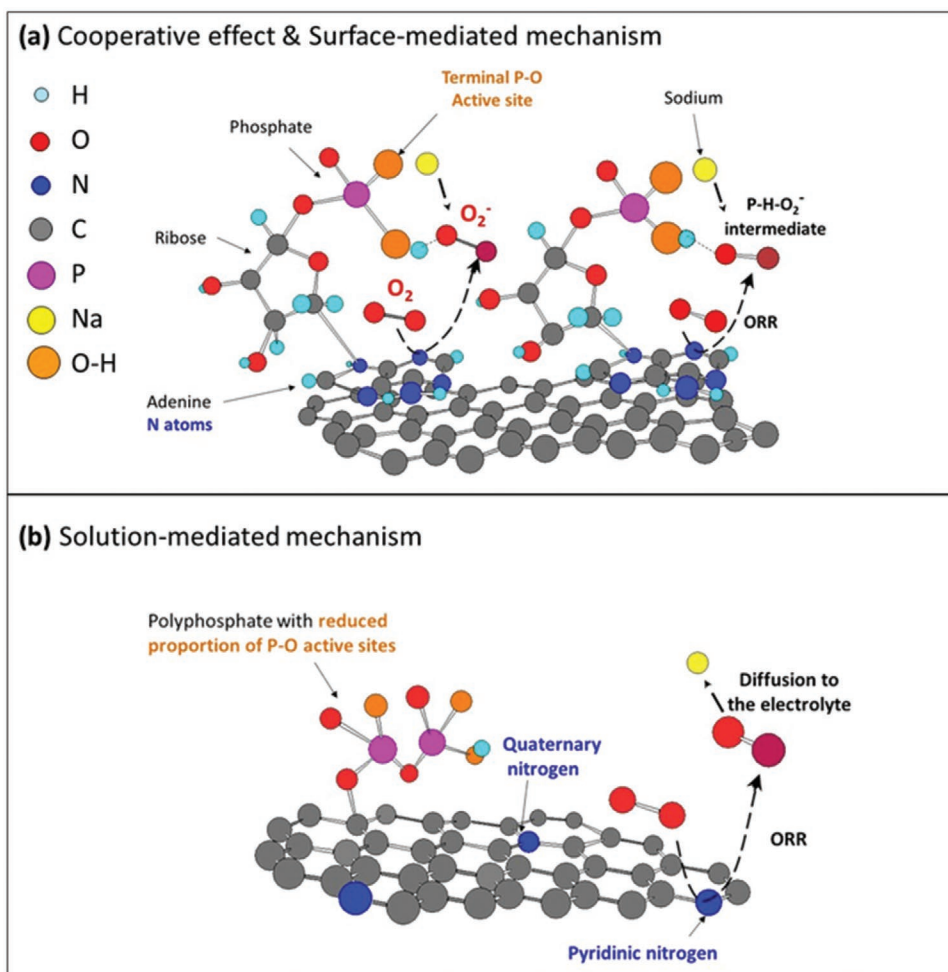 (a) Cooperative effect & Surface-mediated mechanism
H
O
N
C
P
Na
O-H
Terminal P-O
Active site
Phosphate
Sodium
Ribose
O₂⁻
P-H-O₂⁻
intermediate
O₂
ORR
Adenine
N atoms
(b) Solution-mediated mechanism
Polyphosphate with reduced
proportion of P-O active sites
Diffusion to
the electrolyte
Quaternary
nitrogen
ORR
Pyridinic nitrogen